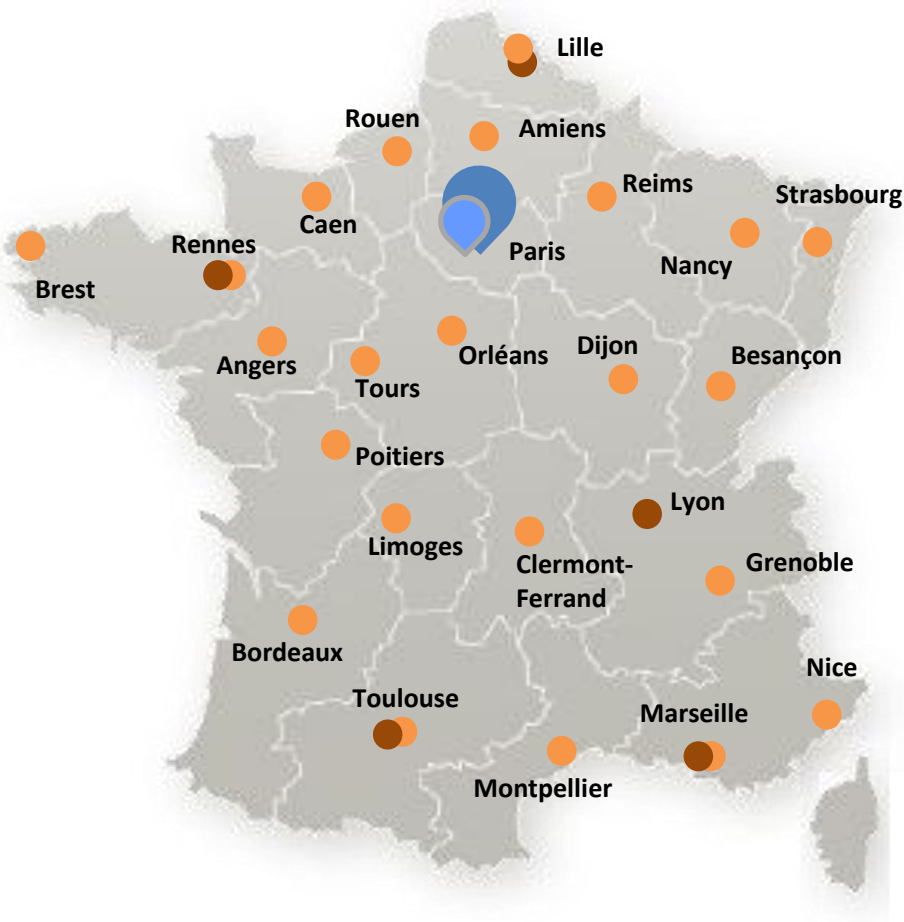 Lille
Rouen
Amiens
Reims
Strasbourg
Caen
Rennes
Paris
Nancy
Brest
Orléans
Dijon
Besançon
Angers
Tours
Poitiers
Lyon
Limoges
Clermont-
Ferrand
Grenoble
Bordeaux
Nice
Toulouse
Marseille
Montpellier